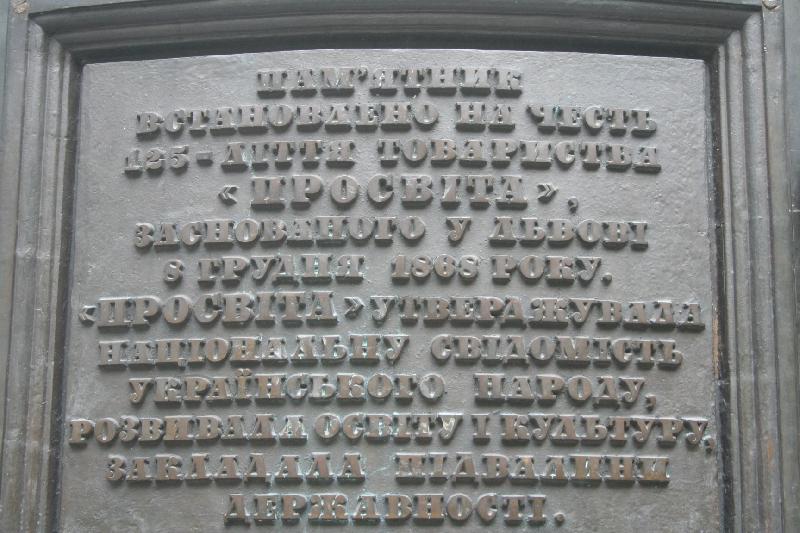 ПАМ'ЯТНИК
ВСТАНОВЛЕНО НА ЧЕСТЬ
125-ЛІТТЯ ТОВАРИСТВА
«ПРОСВІТА»,
ЗАСНОВАНОГО У ЛЬВОВІ
8 ГРУДНЯ 1868 РОКУ.
«ПРОСВІТА» УТВЕРДЖУВАЛА
НАЦІОНАЛЬНУ СВІДОМІСТЬ
УКРАЇНСЬКОГО НАРОДУ,
РОЗВИВАЛА ОСВІТУ І КУЛЬТУРУ,
ЗАКЛАДАЛА ПІДВАЛИНИ
ДЕРЖАВНОСТІ.